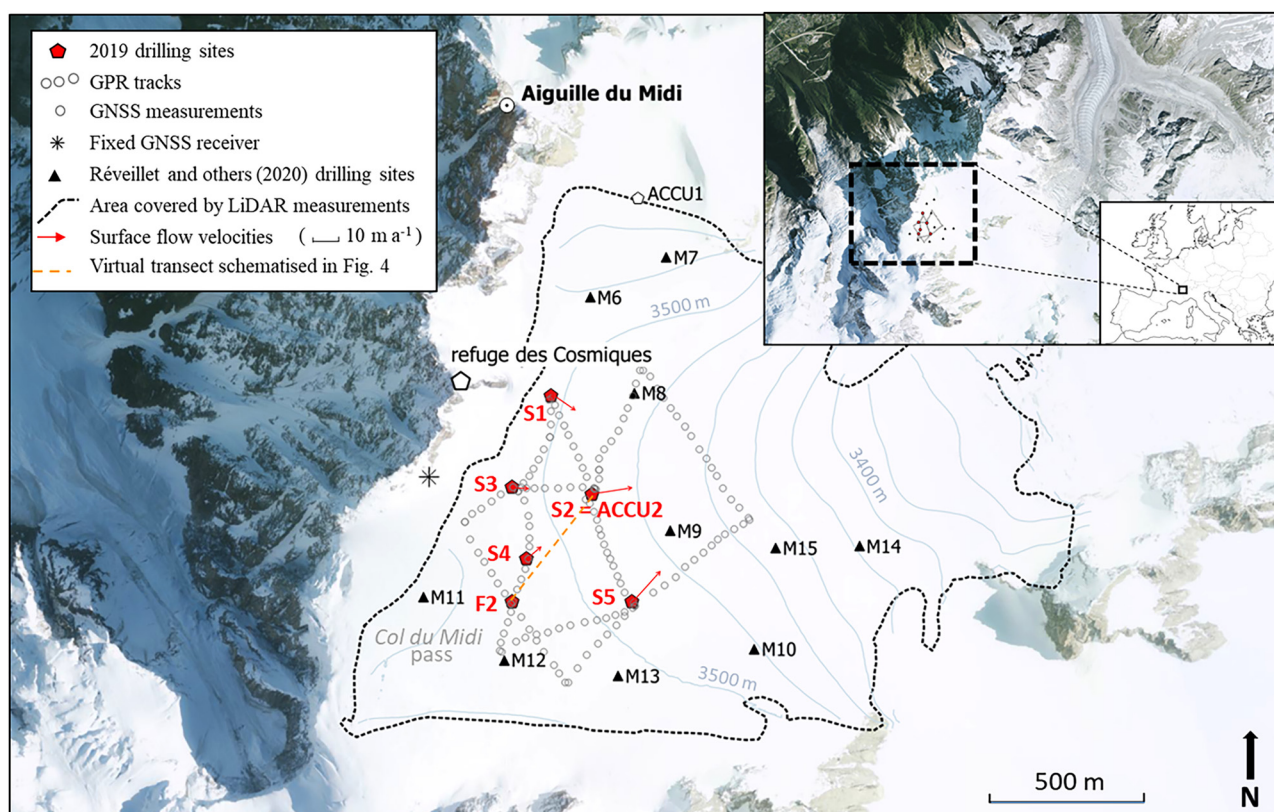 2019 drilling sites
GPR tracks
GNSS measurements
Fixed GNSS receiver
Réveillet and others (2020) drilling sites
Area covered by LiDAR measurements
Surface flow velocities ( 10 m a⁻¹)
Virtual transect schematised in Fig. 4
Aiguille du Midi
ACCU1
M7
M6
3500 m
refuge des Cosmiques
M8
S1
3400 m
S3
S2 = ACCU2
M9
M15
M14
S4
M11
F2
S5
Col du Midi
pass
M12
M13
M10
3500 m
500 m
N